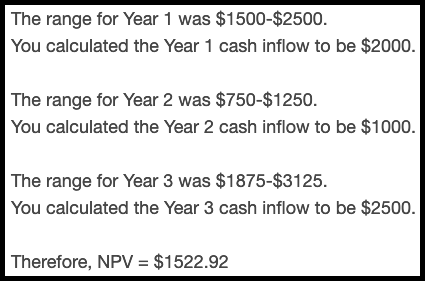 The range for Year 1 was $1500-$2500.
You calculated the Year 1 cash inflow to be $2000.
The range for Year 2 was $750-$1250.
You calculated the Year 2 cash inflow to be $1000.
The range for Year 3 was $1875-$3125.
You calculated the Year 3 cash inflow to be $2500.
Therefore, NPV = $1522.92